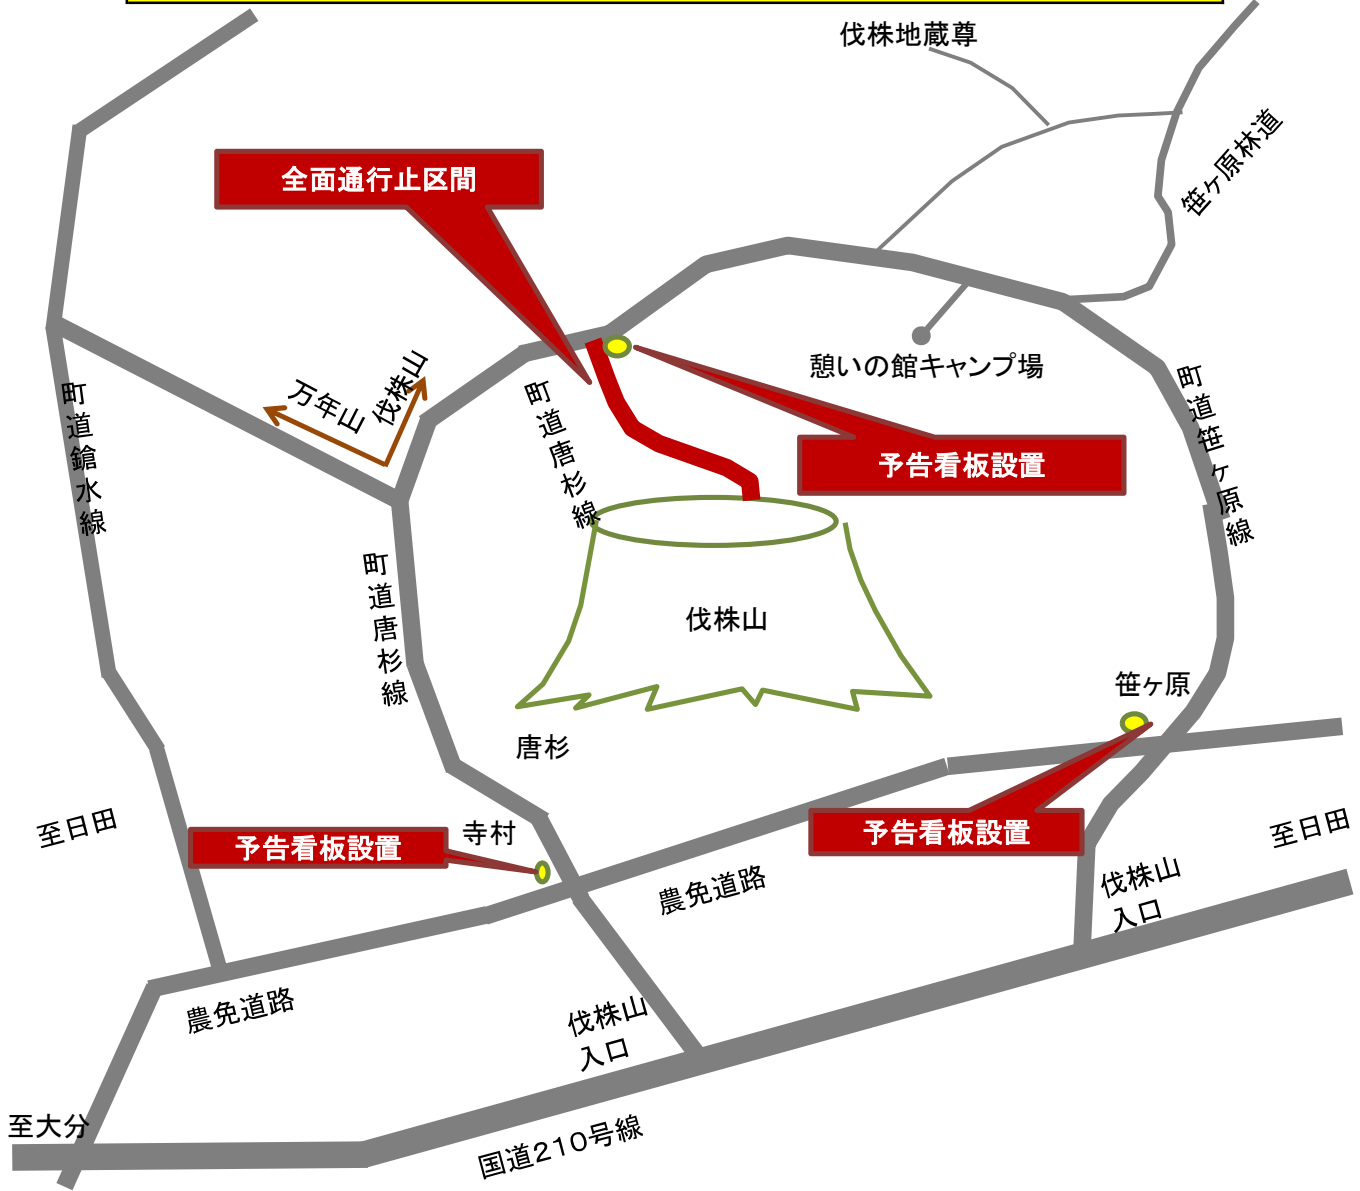 伐株地蔵尊
笹ヶ原林道
全面通行止区間
憩いの館キャンプ場
町道鎗水線
万年山
伐株山
町道唐杉線
町道笹ヶ原線
予告看板設置
町道唐杉線
伐株山
笹ヶ原
唐杉
至日田
予告看板設置
寺村
予告看板設置
至日田
農免道路
伐株山
入口
農免道路
伐株山
入口
至大分
国道210号線